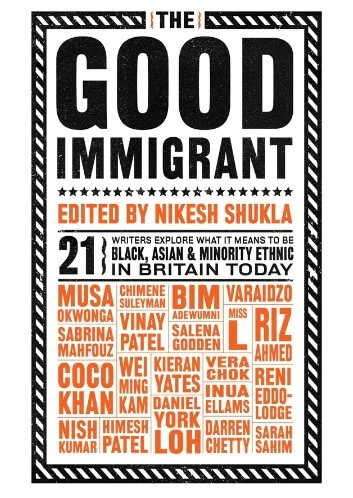 THE
GOOD
IMMIGRANT
EDITED BY NIKESH SHUKLA
21
WRITERS EXPLORE WHAT IT MEANS TO BE
BLACK, ASIAN & MINORITY ETHNIC
IN BRITAIN TODAY
MUSA
OKWONGA
CHIMENE
SULEYMAN
BIM
ADEWUNMI
VARAIDZO
SABRINA
MAHFOUZ
VINAY
PATEL
SALENA
GODDEN
MISS
L
RIZ
AHMED
COCO
KHAN
WEI
MING
KAM
KIERAN
YATES
VERA
CHOK
RENI
EDDO-
LODGE
DANIEL
YORK
LOH
INUA
ELLAMS
NISH
KUMAR
HIMESH
PATEL
DARREN
CHETTY
SARAH
SAHIM